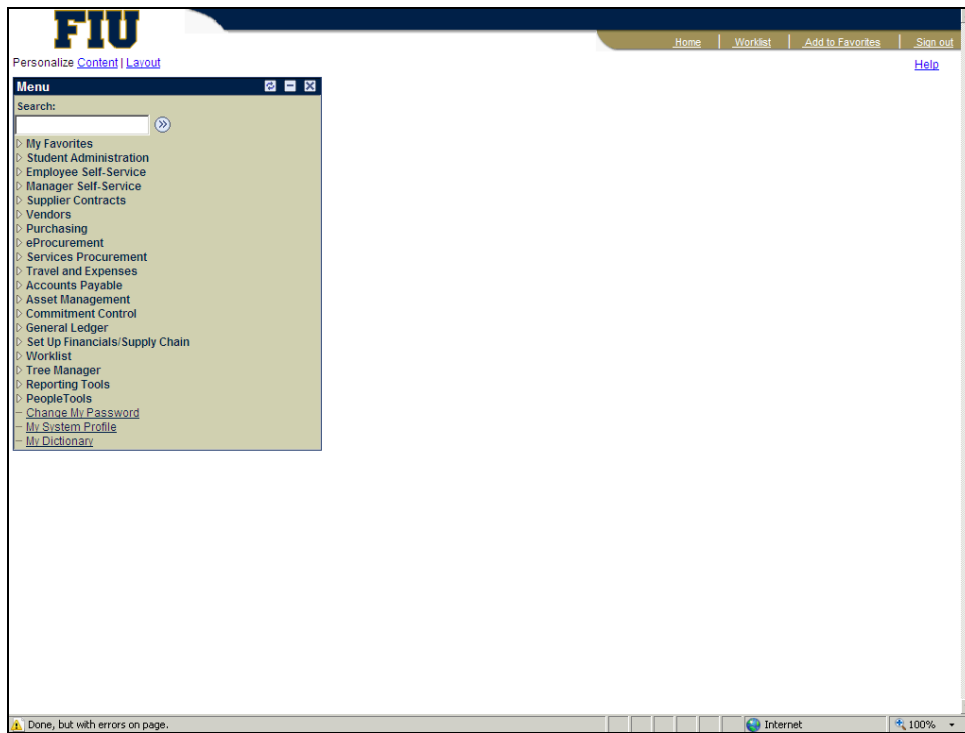 FIU
Home | Worklist | Add to Favorites | Sign out
Personalize Content | Layout
Help
Menu
Search:
My Favorites
Student Administration
Employee Self-Service
Manager Self-Service
Supplier Contracts
Vendors
Purchasing
eProcurement
Services Procurement
Travel and Expenses
Accounts Payable
Asset Management
Commitment Control
General Ledger
Set Up Financials/Supply Chain
Worklist
Tree Manager
Reporting Tools
PeopleTools
Change My Password
My System Profile
My Dictionary
Done, but with errors on page.
Internet
100%